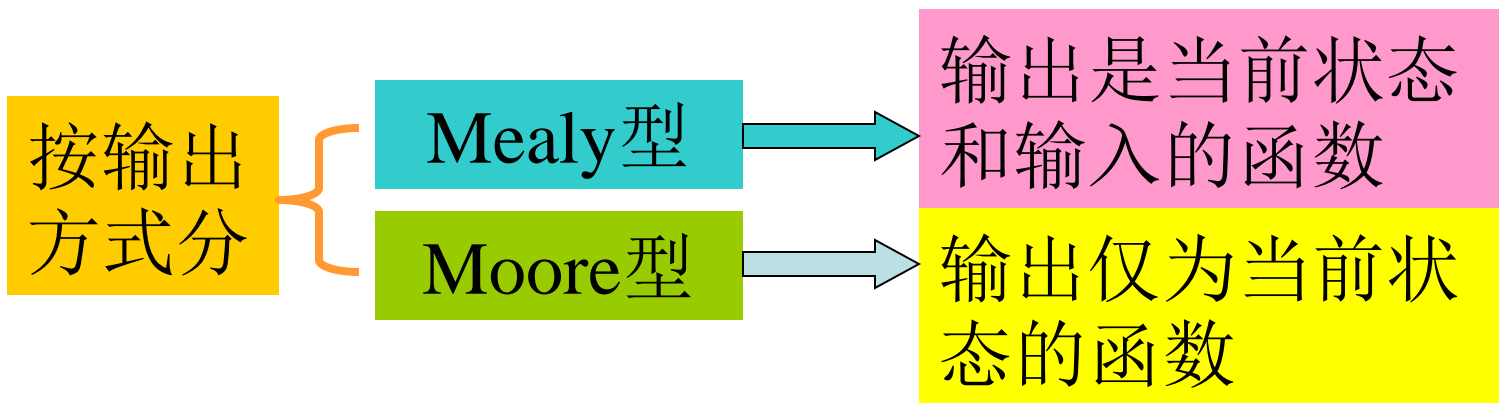 按输出
方式分
Mealy型
输出是当前状态
和输入的函数
Moore型
输出仅为当前状
态的函数